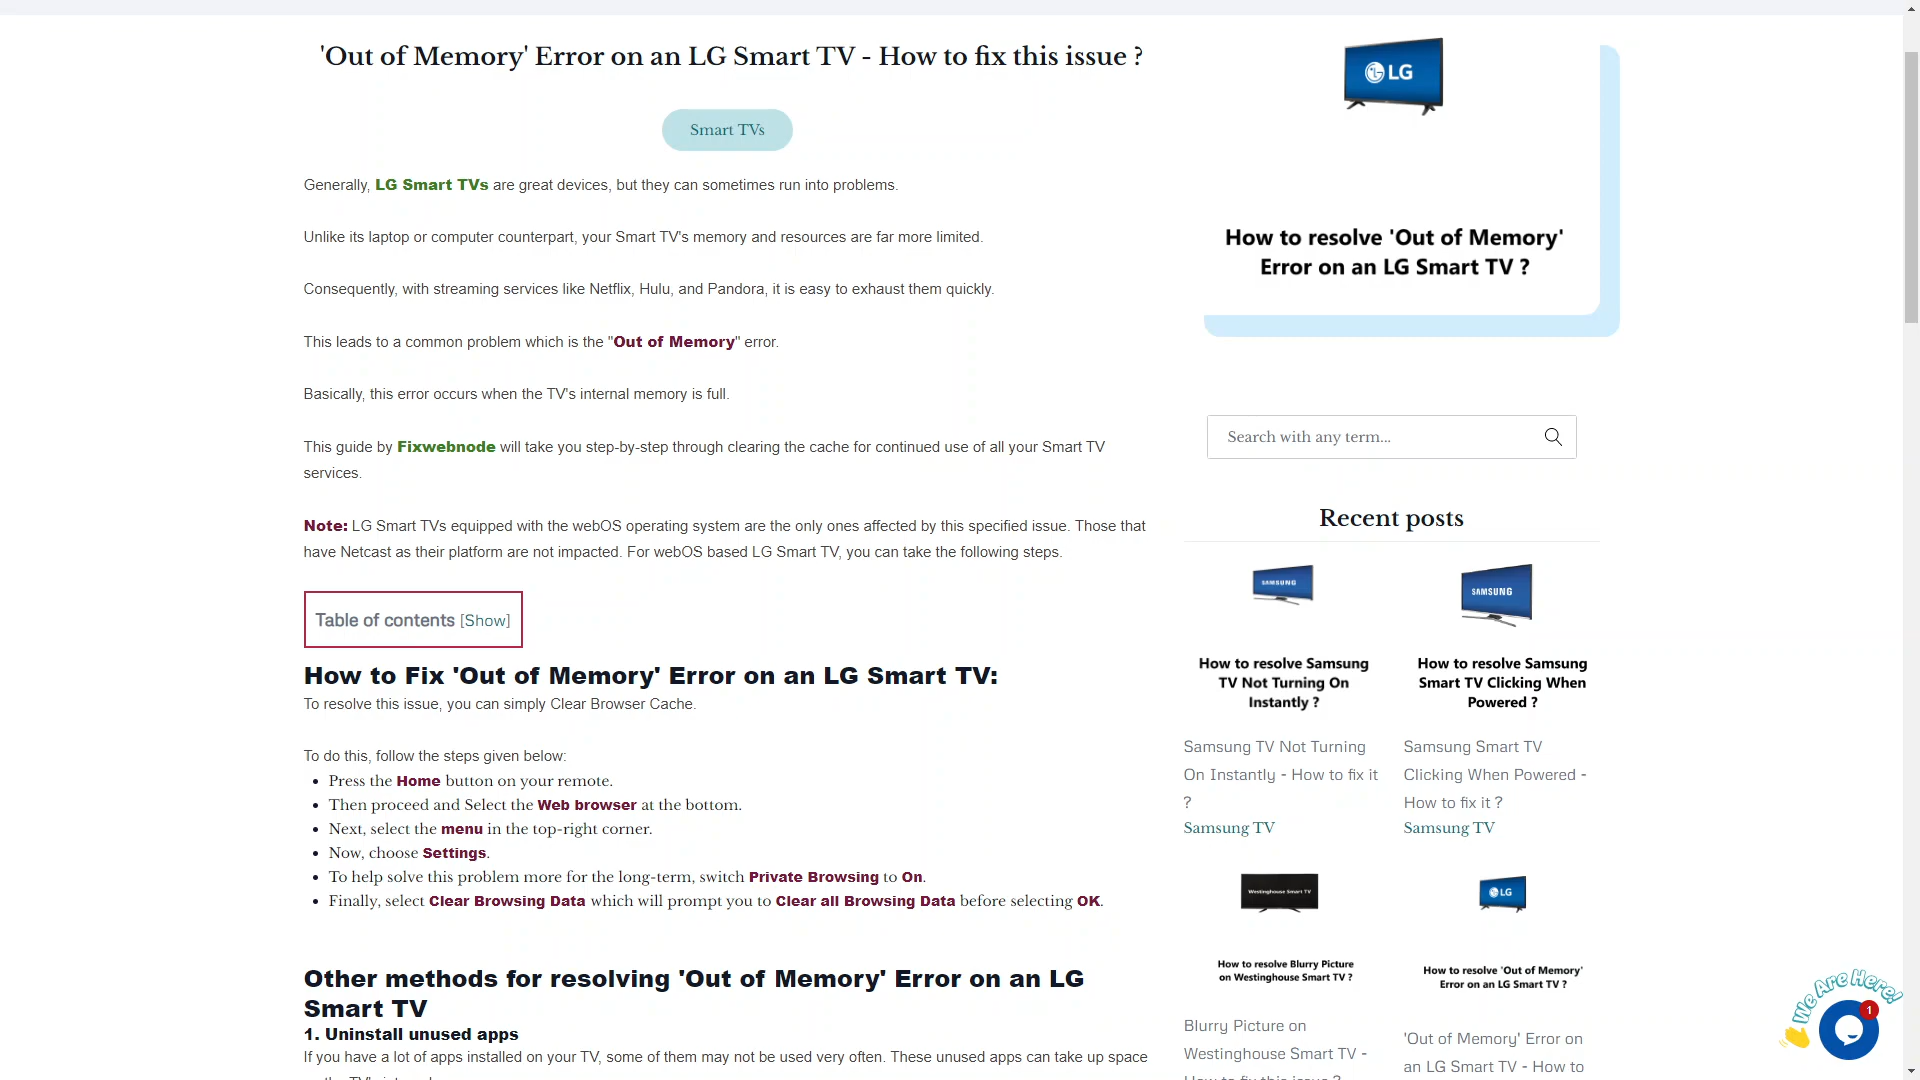 'Out of Memory' Error on an LG Smart TV - How to fix this issue ?
Smart TVs
Generally, LG Smart TVs are great devices, but they can sometimes run into problems.
Unlike its laptop or computer counterpart, your Smart TV's memory and resources are far more limited.
Consequently, with streaming services like Netflix, Hulu, and Pandora, it is easy to exhaust them quickly.
This leads to a common problem which is the "Out of Memory" error.
Basically, this error occurs when the TV's internal memory is full.
This guide by Fixwebnode will take you step-by-step through clearing the cache for continued use of all your Smart TV
services.
Note: LG Smart TVs equipped with the webOS operating system are the only ones affected by this specified issue. Those that
have Netcast as their platform are not impacted. For webOS based LG Smart TV, you can take the following steps.
Table of contents [Show]
How to Fix 'Out of Memory' Error on an LG Smart TV:
To resolve this issue, you can simply Clear Browser Cache.
To do this, follow the steps given below:
• Press the Home button on your remote.
• Then proceed and Select the Web browser at the bottom.
• Next, select the menu in the top-right corner.
• Now, choose Settings.
• To help solve this problem more for the long-term, switch Private Browsing to On.
• Finally, select Clear Browsing Data which will prompt you to Clear all Browsing Data before selecting OK.
Other methods for resolving 'Out of Memory' Error on an LG
Smart TV
1. Uninstall unused apps
If you have a lot of apps installed on your TV, some of them may not be used very often. These unused apps can take up space
LG
How to resolve 'Out of Memory'
Error on an LG Smart TV ?
Search with any term...
Recent posts
SAMSUNG
How to resolve Samsung
TV Not Turning On
Instantly ?
Samsung TV Not Turning
On Instantly - How to fix it
?
Samsung TV
SAMSUNG
How to resolve Samsung
Smart TV Clicking When
Powered ?
Samsung Smart TV
Clicking When Powered -
How to fix it ?
Samsung TV
Westinghouse Smart TV
How to resolve Blurry Picture
on Westinghouse Smart TV ?
Blurry Picture on
Westinghouse Smart TV -
How to fix this issue ?
LG
How to resolve 'Out of Memory'
Error on an LG Smart TV ?
'Out of Memory' Error on
an LG Smart TV - How to
We Are Here!
1